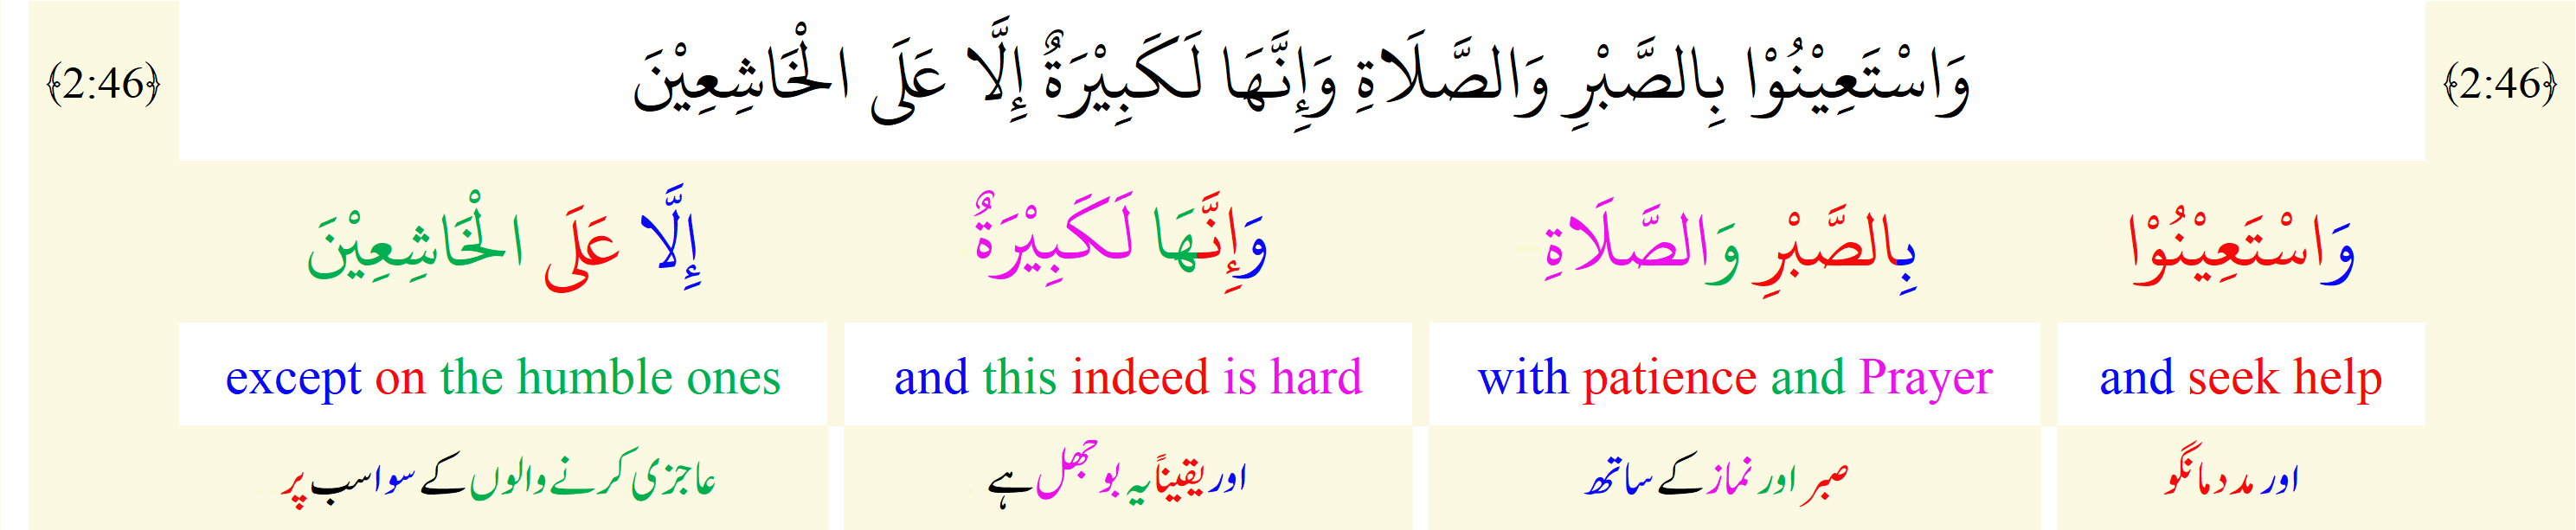 ﴿2:46﴾ وَاسْتَعِيْنُوْا بِالصَّبْرِ وَالصَّلَاةِ وَإِنَّهَا لَكَبِيْرَةٌ إِلَّا عَلَى الْخَاشِعِيْنَ ﴿2:46﴾
وَاسْتَعِيْنُوْا بِالصَّبْرِ وَالصَّلَاةِ وَإِنَّهَا لَكَبِيْرَةٌ إِلَّا عَلَى الْخَاشِعِيْنَ
and seek help with patience and Prayer and this indeed is hard except on the humble ones
اور مدد مانگو صبر اور نماز کے ساتھ اور یقیناً یہ بوجھل ہے عاجزی کرنے والوں کے سوا سب پر